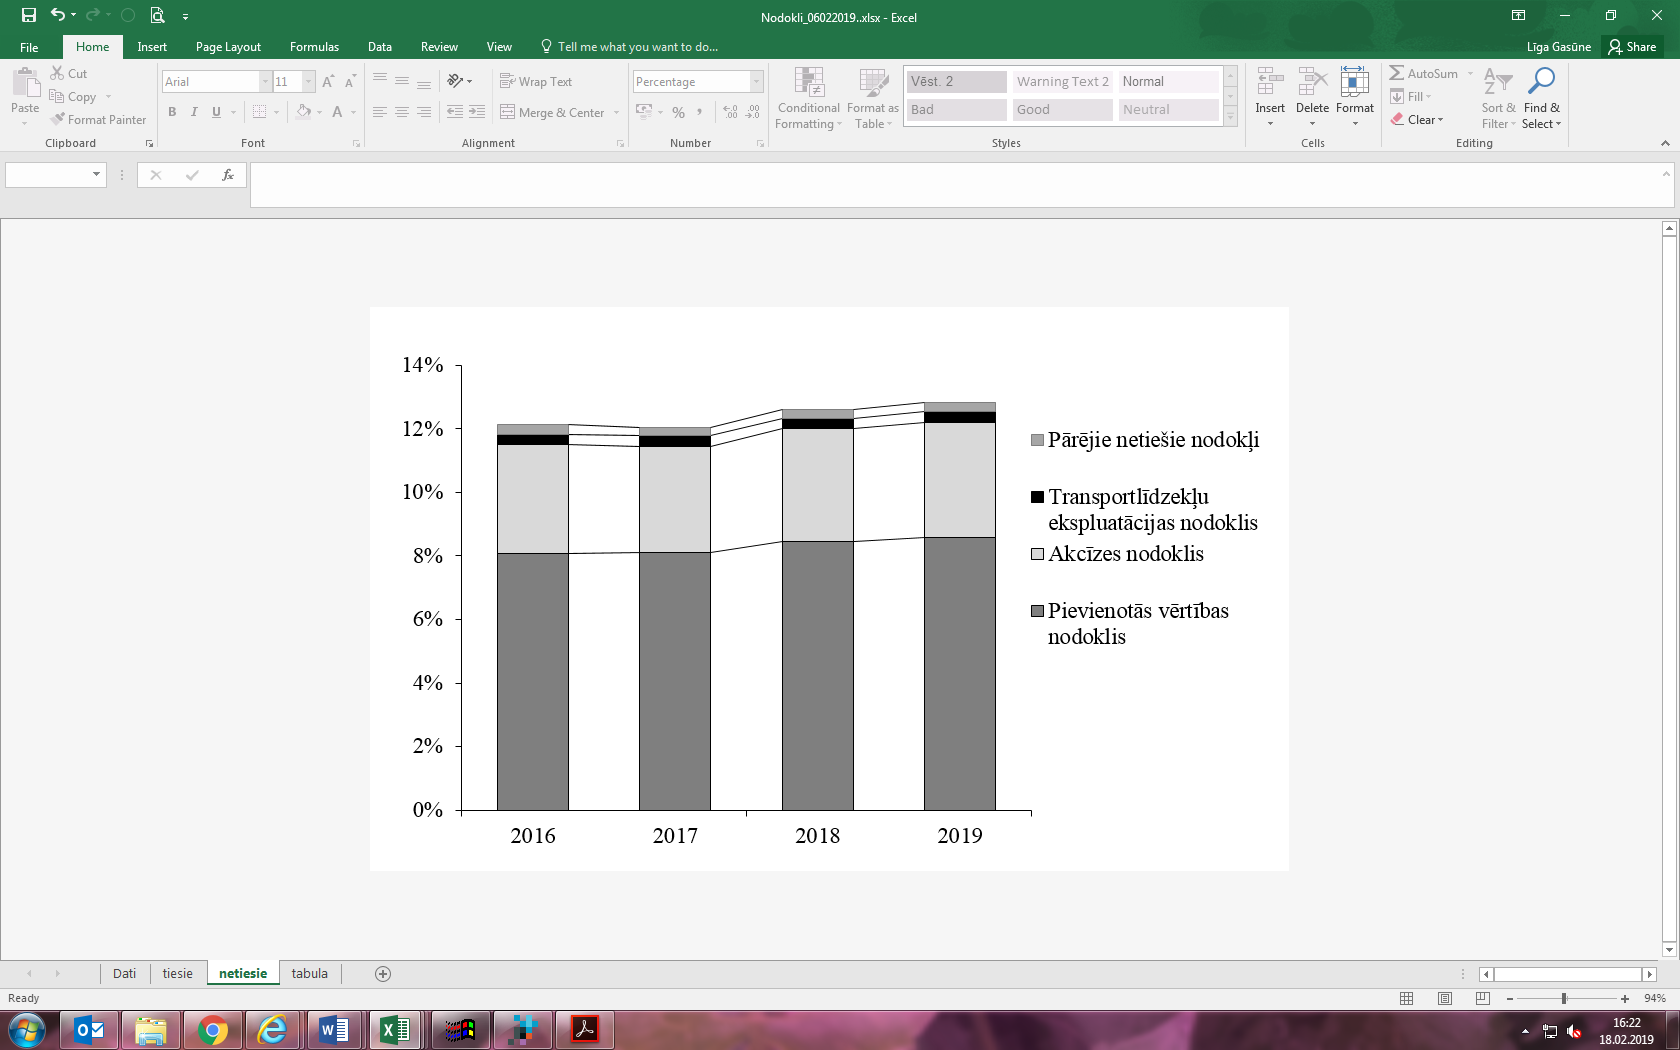 Nodokli_06022019..xlsx - Excel
File Home Insert Page Layout Formulas Data Review View Tell me what you want to do... Līga Gasūne Share
Paste Cut Copy Format Painter
Clipboard
Arial 11
B I U A
Font
Wrap Text
Merge & Center
Alignment
Percentage
%
Number
Conditional Formatting
Format as Table
Vēst. 2 Warning Text 2 Normal
Bad Good Neutral
Styles
Insert Delete Format
Cells
AutoSum
Fill
Clear
Sort & Filter
Find & Select
Editing
fx
14%
12%
10%
8%
6%
4%
2%
0%
2016 2017 2018 2019
Pārējie netiešie nodokļi
Transportlīdzekļu
ekspluatācijas nodoklis
Akcīzes nodoklis
Pievienotās vērtības
nodoklis
Dati tiesie netiesie tabula
Ready 94%
16:22
18.02.2019